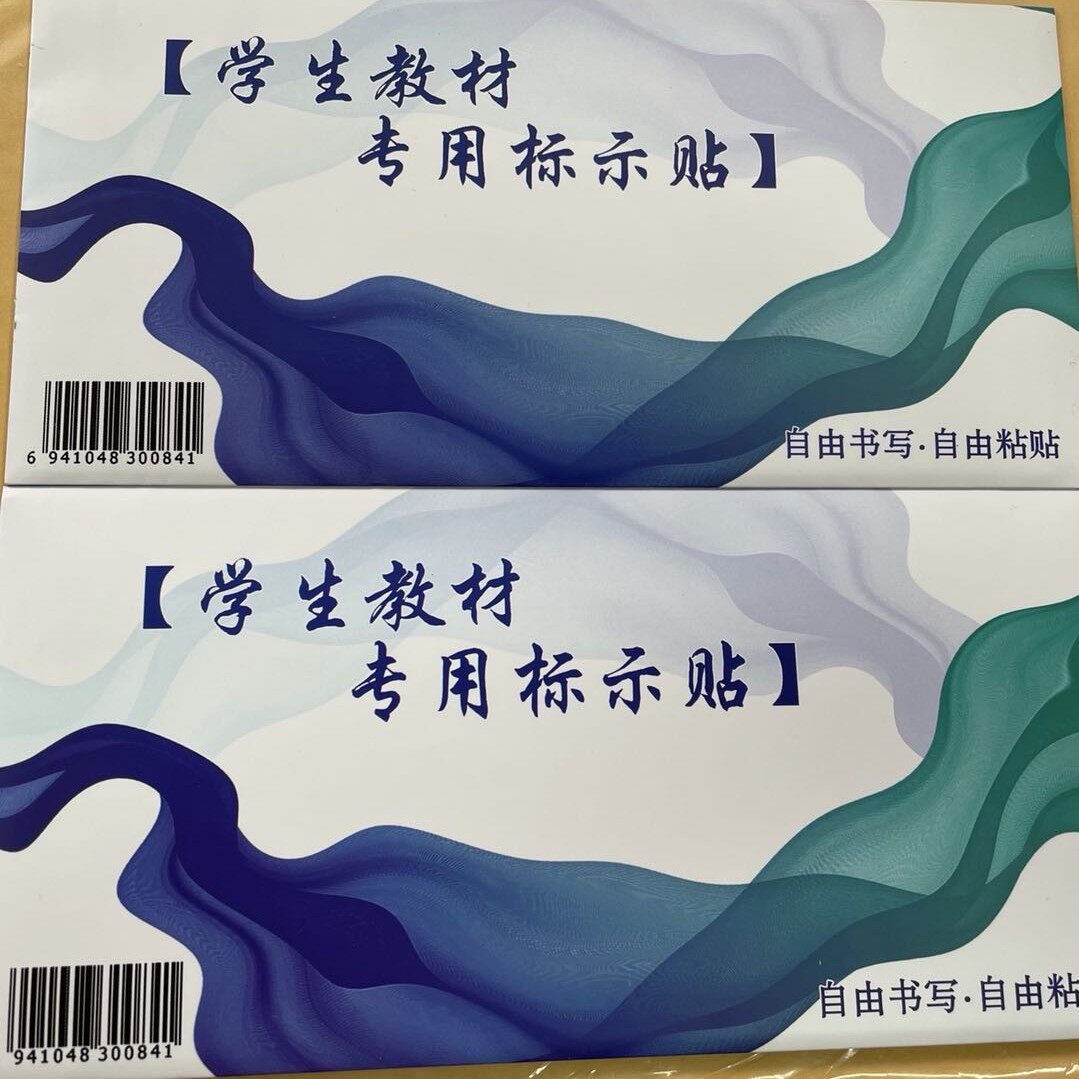 【学生教材
专用标示贴】
6 941048 300841
自由书写·自由粘贴
【学生教材
专用标示贴】
941048 300841
自由书写·自由粘